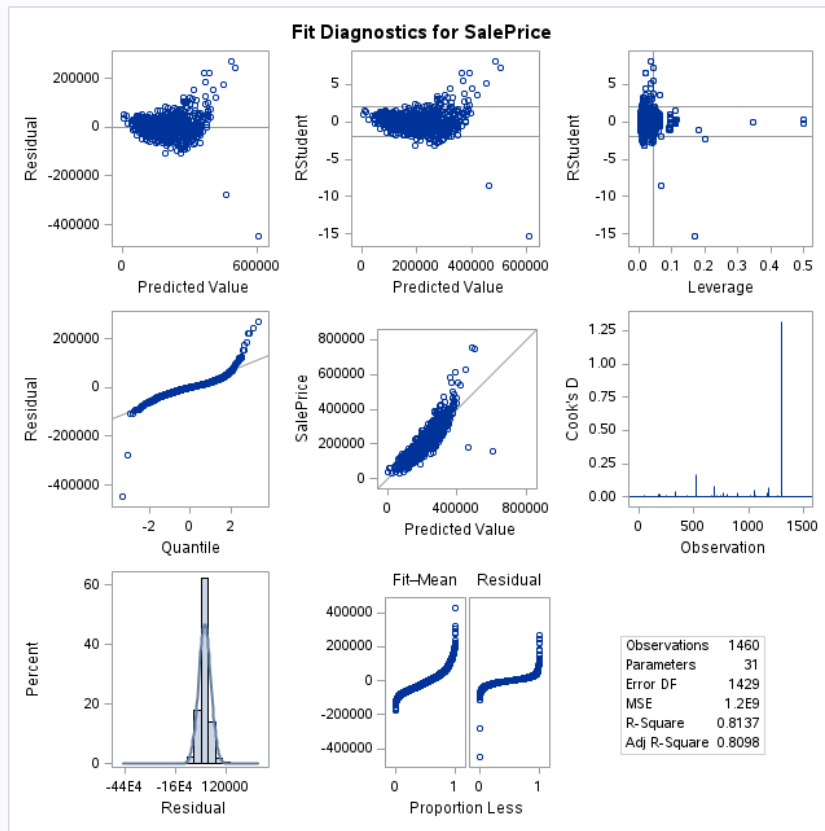 Fit Diagnostics for SalePrice
Residual
200000
0
-200000
-400000
0 600000
Predicted Value
RStudent
5
0
-5
-10
-15
0 200000 400000 600000
Predicted Value
RStudent
5
0
-5
-10
-15
0.0 0.1 0.2 0.3 0.4 0.5
Leverage
Residual
200000
0
-200000
-400000
-2 0 2
Quantile
SalePrice
800000
600000
400000
200000
0
0 400000 800000
Predicted Value
Cook's D
1.25
1.00
0.75
0.50
0.25
0.00
0 500 1000 1500
Observation
Percent
60
40
20
0
-44E4 -16E4 120000
Residual
Fit–Mean Residual
400000
200000
0
-200000
-400000
0 1 0 1
Proportion Less
Observations 1460
Parameters 31
Error DF 1429
MSE 1.2E9
R-Square 0.8137
Adj R-Square 0.8098